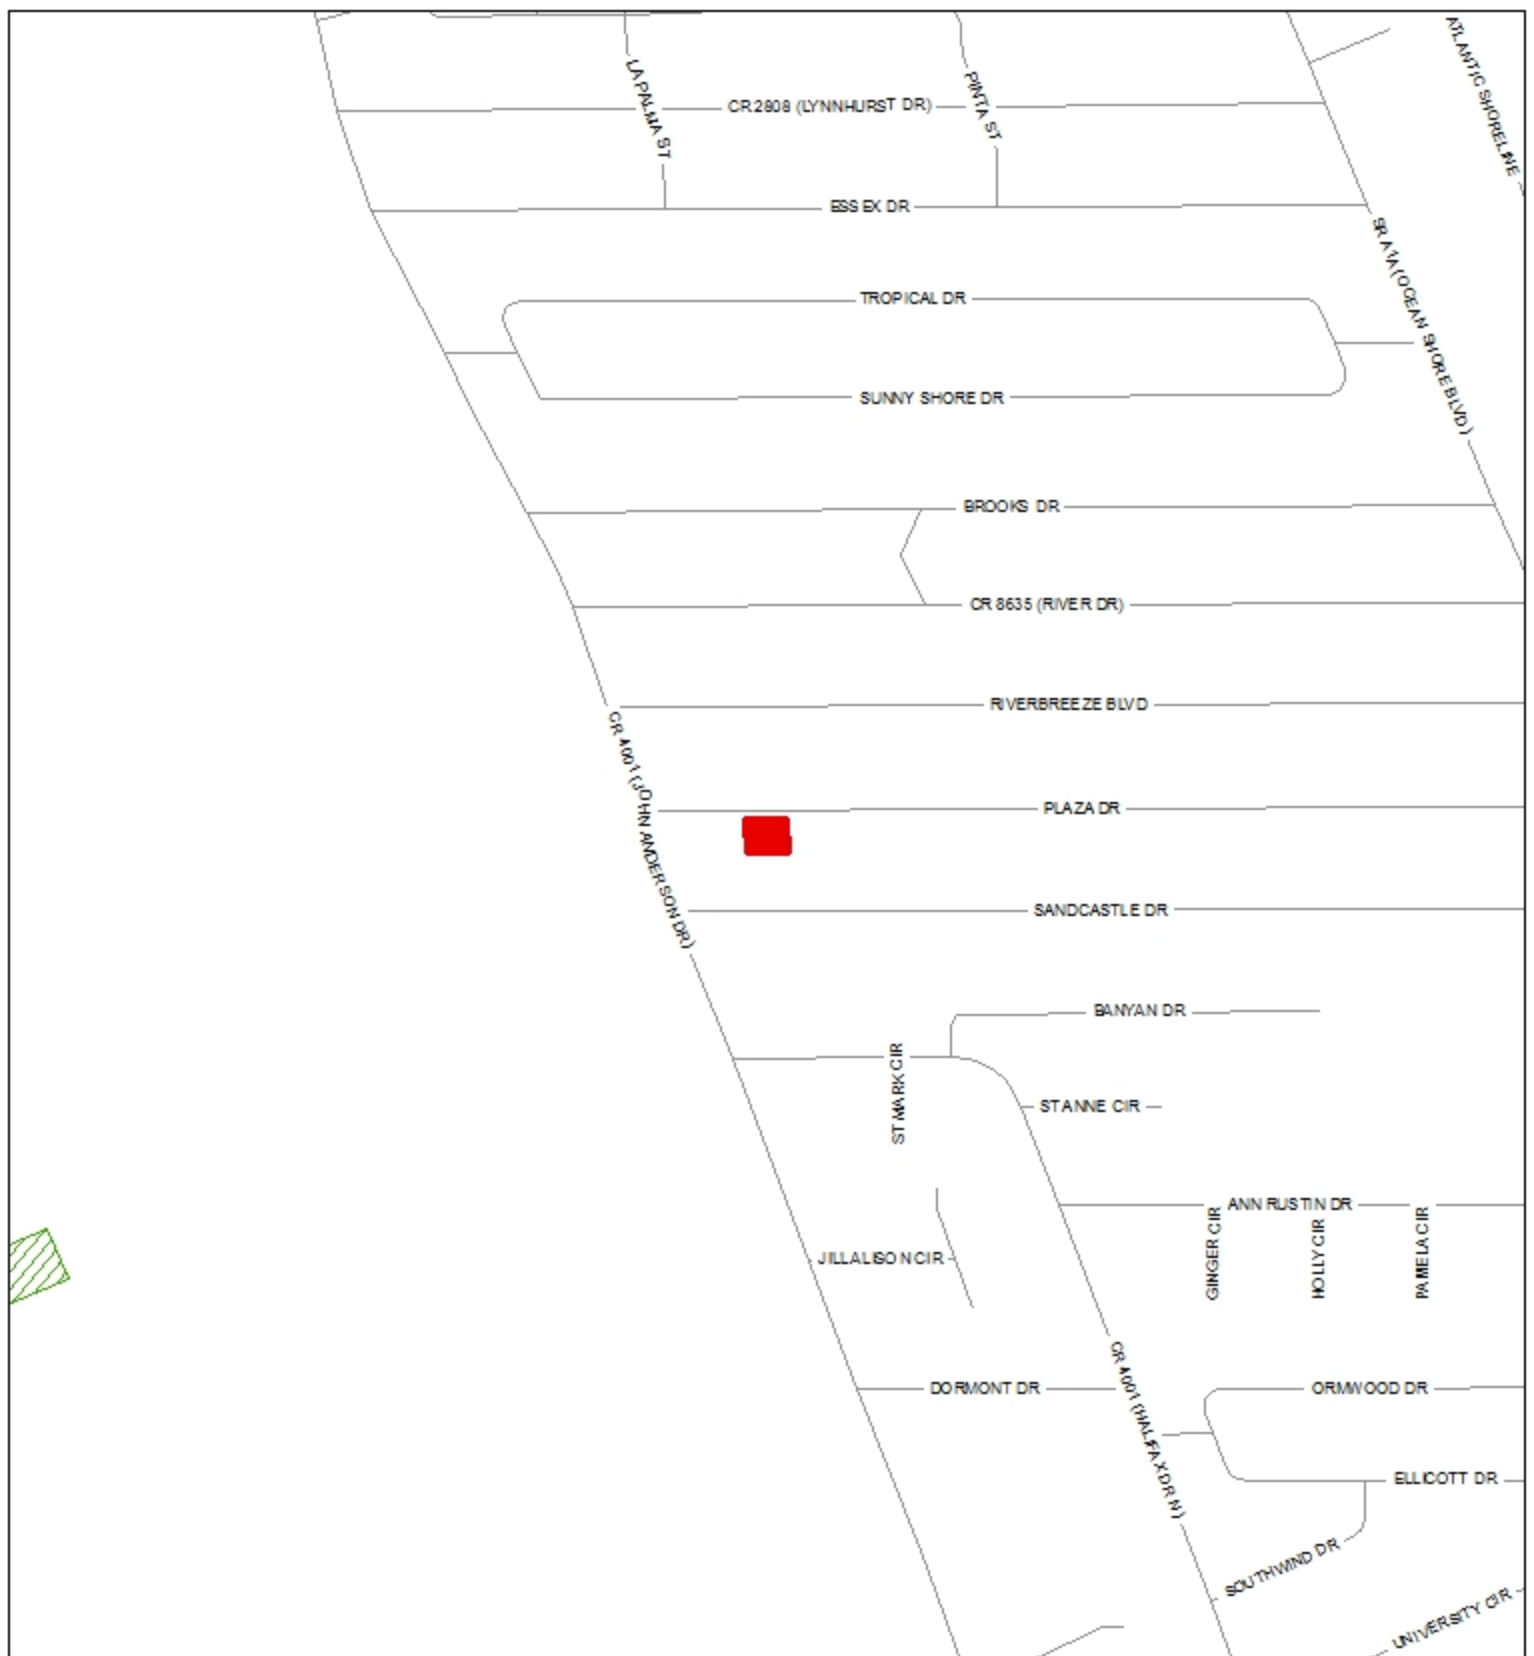 ATLANTIC SHORELINE
LA PALMA ST
PINTA ST
CR 2808 (LYNNHURST DR)
ESSEX DR
SR A1A (OCEAN SHORE BLVD)
TROPICAL DR
SUNNY SHORE DR
BROOKS DR
CR 8635 (RIVER DR)
RIVERBREEZE BLVD
CR 4001 (JOHN ANDERSON DR)
PLAZA DR
SANDCASTLE DR
BANYAN DR
ST MARK CIR
ST ANNE CIR
ANN RUSTIN DR
GINGER CIR
HOLLY CIR
PAMELA CIR
JILL ALISON CIR
CR 4001 (HALIFAX DR N)
DORMONT DR
ORMWOOD DR
ELLICOTT DR
SOUTHWIND DR
UNIVERSITY CIR